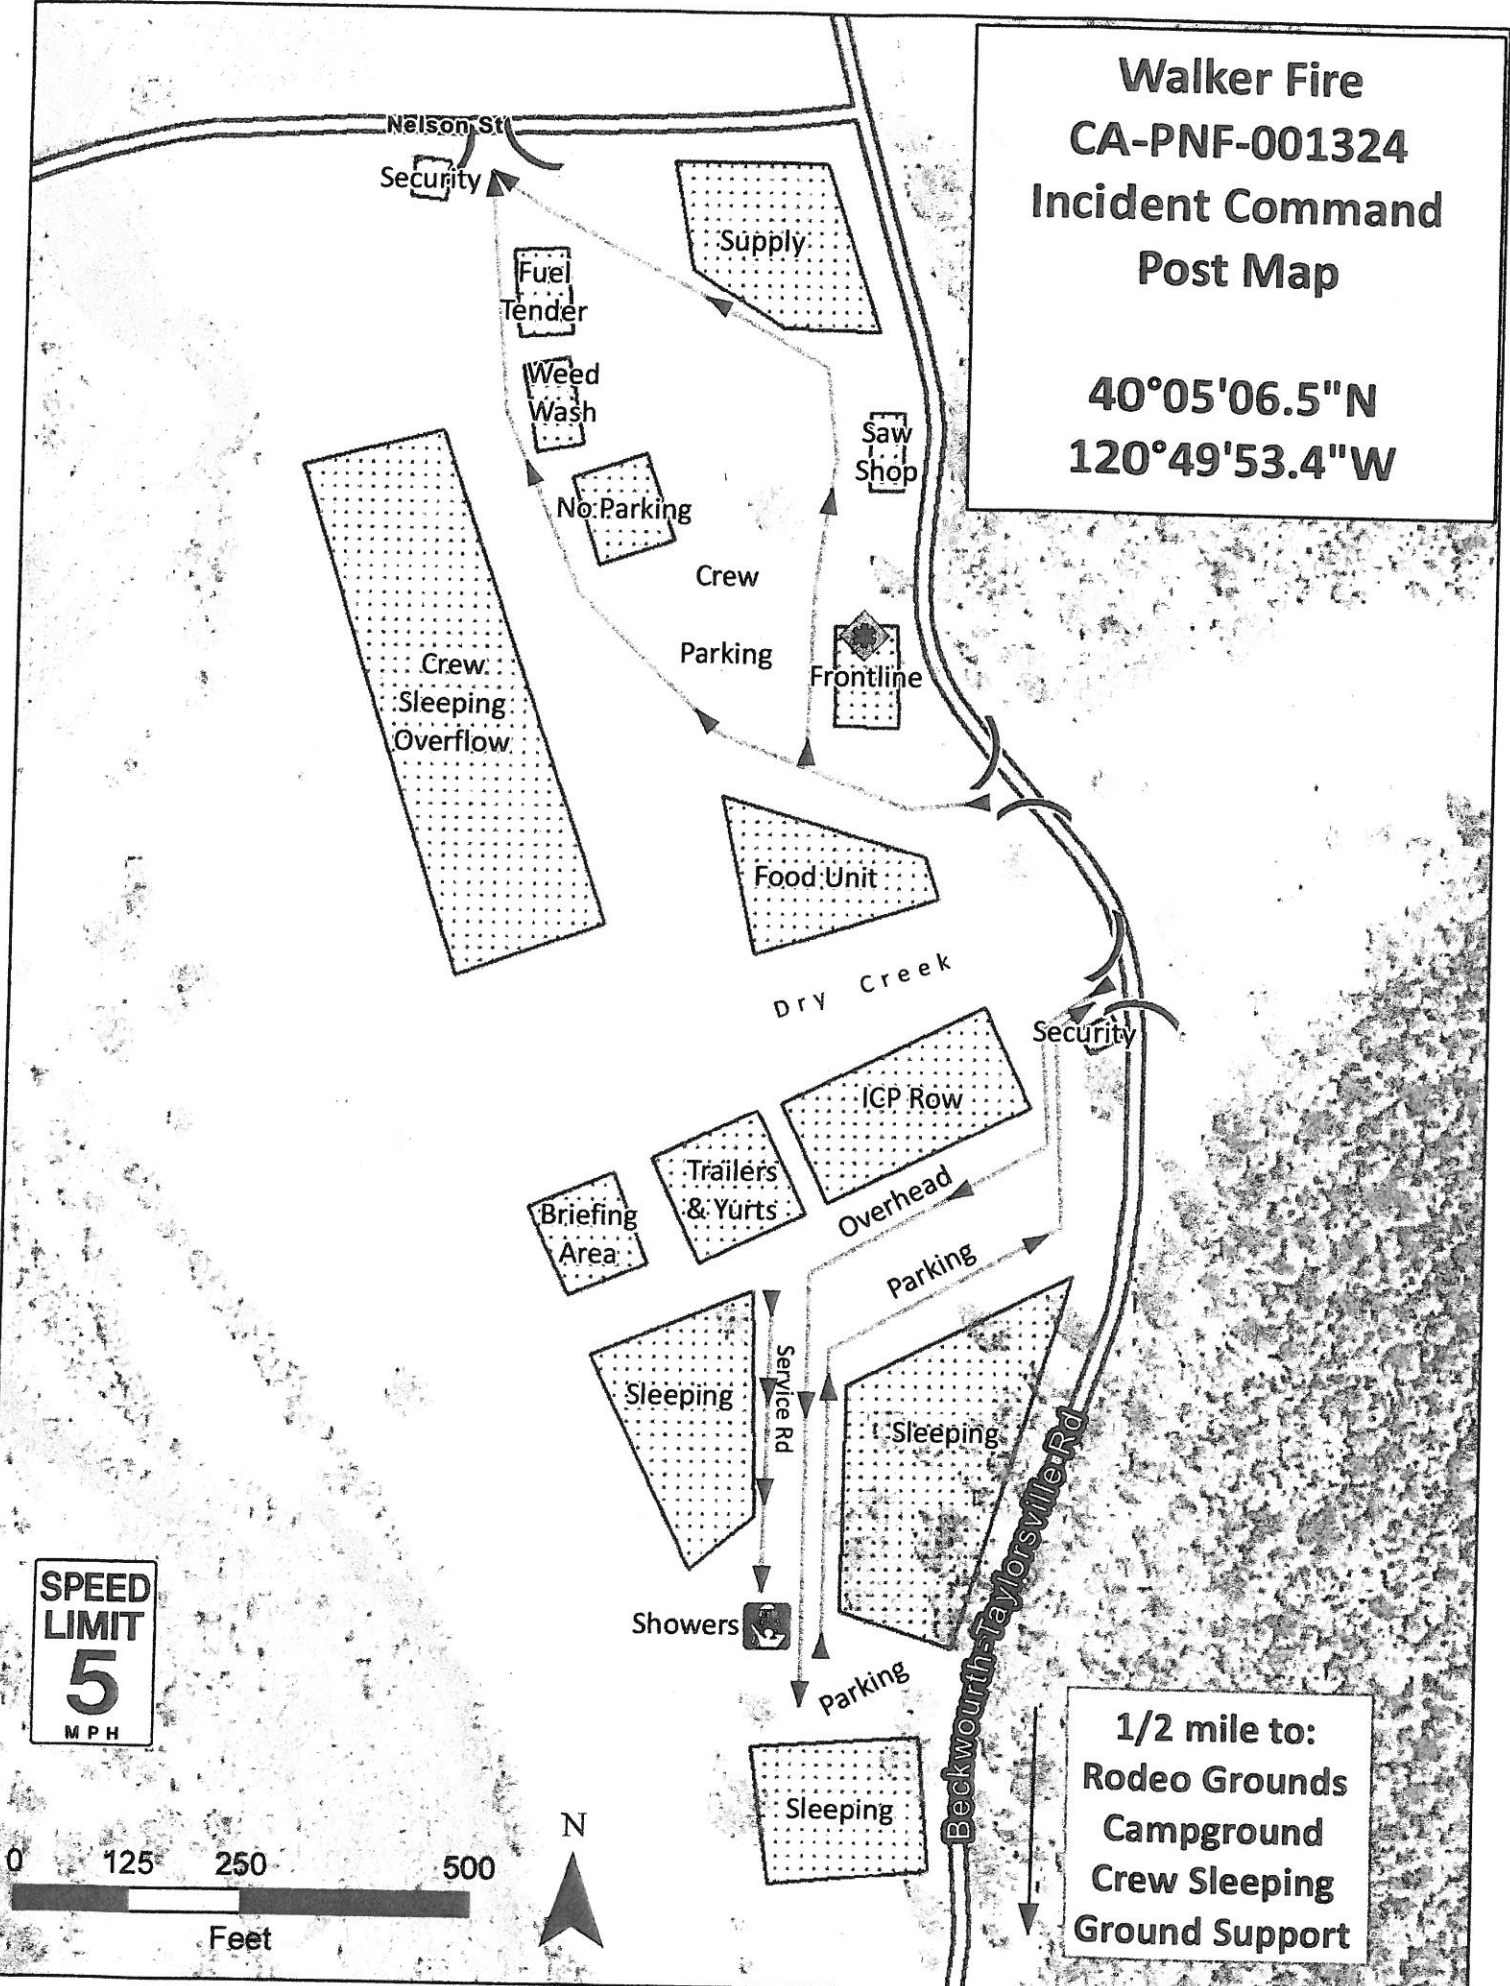 Walker Fire
CA-PNF-001324
Incident Command
Post Map
40°05'06.5"N
120°49'53.4"W
Nelson St
Security
Supply
Fuel
Tender
Weed
Wash
Saw
Shop
No Parking
Crew
Parking
Frontline
Crew
Sleeping
Overflow
Food Unit
Dry Creek
Security
ICP Row
Trailers
& Yurts
Overhead
Parking
Briefing
Area
Sleeping
Service Rd
Sleeping
Beckwourth-Taylorsville Rd
SPEED
LIMIT
5
MPH
Showers
Parking
Sleeping
1/2 mile to:
Rodeo Grounds
Campground
Crew Sleeping
Ground Support
N
0 125 250 500
Feet